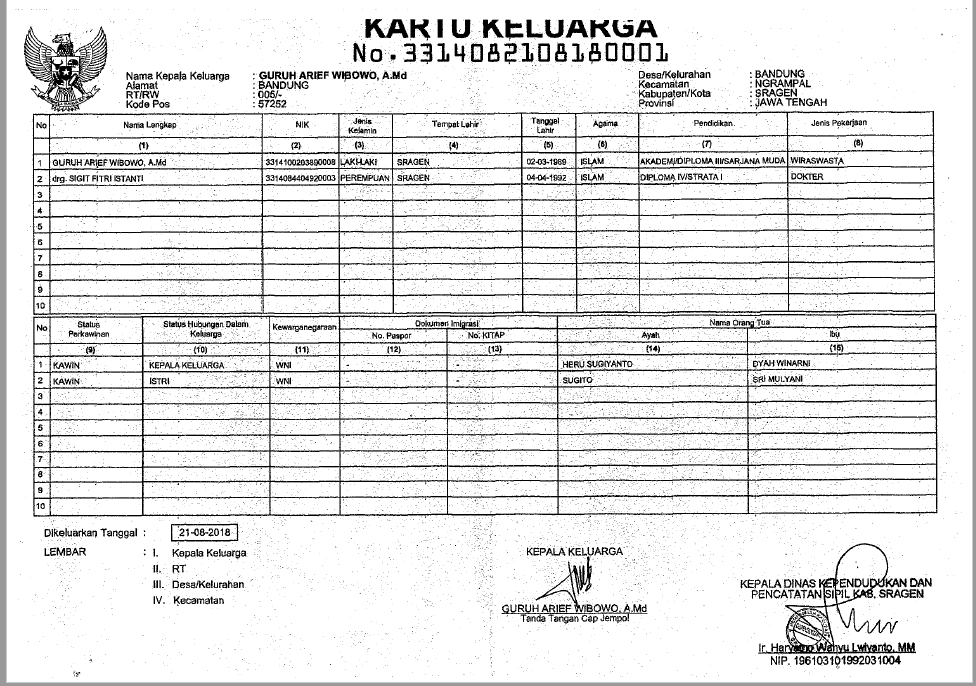 KARTU KELUARGA
No. 3314082108180001
Nama Kepala Keluarga : GURUH ARIEF WIBOWO, A.Md
Alamat : BANDUNG
RT/RW : 005/-
Kode Pos : 57252
Desa/Kelurahan : BANDUNG
Kecamatan : NGRAMPAL
Kabupaten/Kota : SRAGEN
Provinsi : JAWA TENGAH
No Nama Lengkap NIK Jenis Kelamin Tempat Lahir Tanggal Lahir Agama Pendidikan Jenis Pekerjaan
(1) (2) (3) (4) (5) (6) (7) (8)
1 GURUH ARIEF WIBOWO, A.Md 3314100203890008 LAKI-LAKI SRAGEN 02-03-1989 ISLAM AKADEMI/DIPLOMA III/SARJANA MUDA WIRASWASTA
2 drg. SIGIT FITRI ISTANTI 3314084404920003 PEREMPUAN SRAGEN 04-04-1992 ISLAM DIPLOMA IV/STRATA I DOKTER
3
4
5
6
7
8
9
10
No Status Perkawinan Status Hubungan Dalam Keluarga Kewarganegaraan Dokumen Imigrasi Nama Orang Tua
No. Paspor No. KITAP Ayah Ibu
(9) (10) (11) (12) (13) (14) (15)
1 KAWIN KEPALA KELUARGA WNI - - HERU SUGIYANTO DYAH WINARNI
2 KAWIN ISTRI WNI - - SUGITO SRI MULYANI
3
4
5
6
7
8
9
10
Dikeluarkan Tanggal : 21-08-2018
LEMBAR : I. Kepala Keluarga
II. RT
III. Desa/Kelurahan
IV. Kecamatan
KEPALA KELUARGA
GURUH ARIEF WIBOWO, A.Md
Tanda Tangan Cap Jempol
KEPALA DINAS KEPENDUDUKAN DAN
PENCATATAN SIPIL KAB. SRAGEN
Ir. Wahyu Lwiyanto, MM
NIP. 196103101992031004